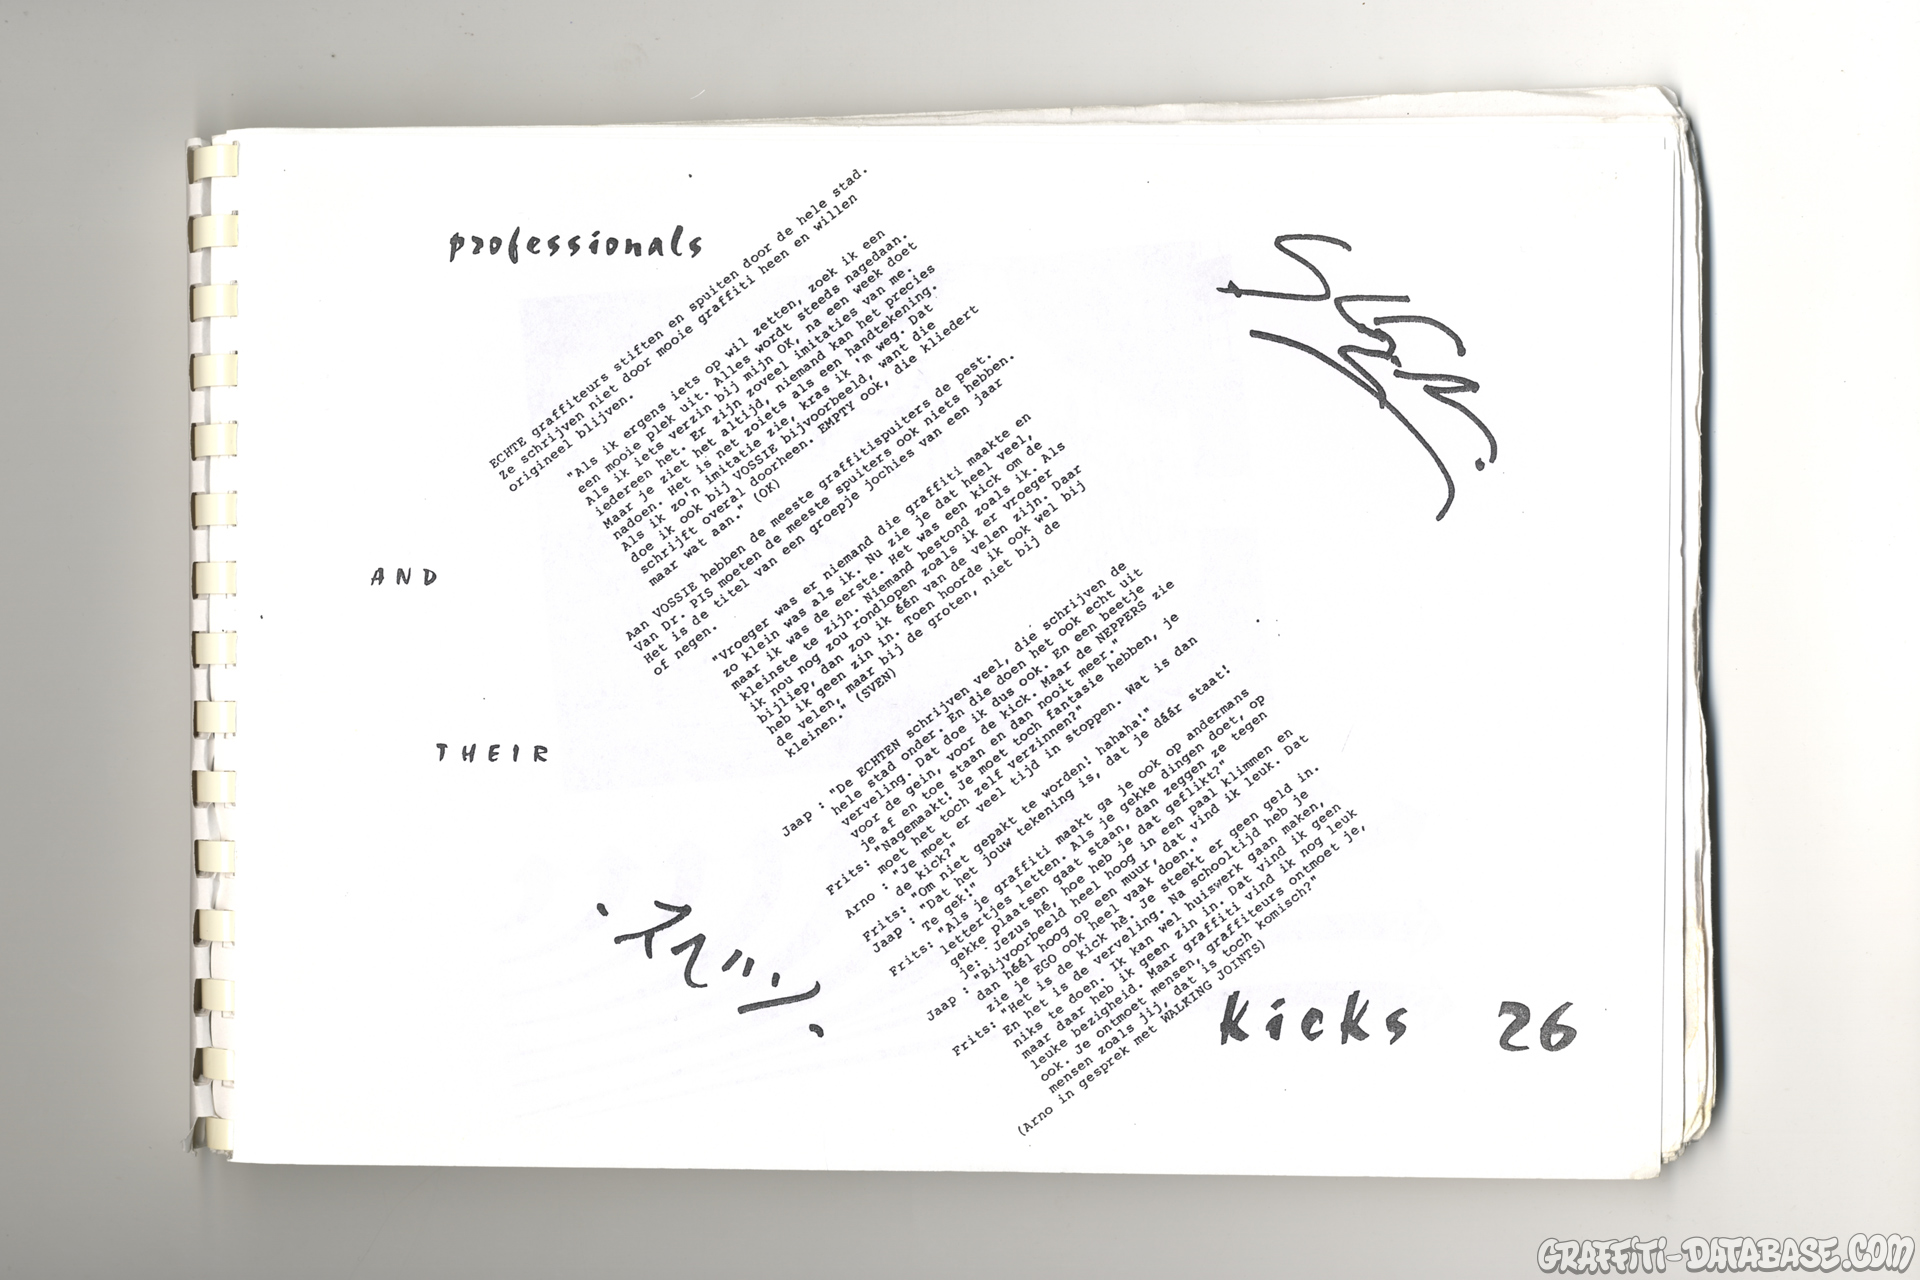 professionals
ECHTE graffiteurs stiften en spuiten door de hele stad.
Ze schrijven niet door mooie graffiti heen en willen
origineel blijven.
"Als ik ergens iets op wil zetten, zoek ik een
een mooie plek uit. Alles wordt steeds nagedaan.
Als ik iets verzin bij mijn OK, na een week doet
iedereen het. Er zijn zoveel imitaties van me.
Maar je ziet het altijd, niemand kan het precies
nadoen. Het is net zoiets als een handtekening.
Als ik zo'n imitatie zie, kras ik 'm weg. Dat
doe ik ook bij VOSSIE bijvoorbeeld, want die
schrijft overal doorheen. EMPTY ook, die kliedert
maar wat aan." (OK)
Aan VOSSIE hebben de meeste graffitispuiters de pest.
Van Dr. PIS moeten de meeste spuiters ook niets hebben.
Het is de titel van een groepje jochies van een jaar
of negen.
"Vroeger was er niemand die graffiti maakte en
zo klein was als ik. Nu zie je dat heel veel,
maar ik was de eerste. Het was een kick om de
kleinste te zijn. Niemand bestond zoals ik. Als
ik nou nog zou rondlopen zoals ik er vroeger
bijliep, dan zou ik één van de velen zijn. Daar
heb ik geen zin in. Toen hoorde ik ook wel bij
de velen, maar bij de groten, niet bij de
kleinen." (SVEN)
AND
THEIR
Jaap : "De ECHTEN schrijven veel, die schrijven de
hele stad onder. En die doen het ook echt uit
verveling. Dat doe ik dus ook. En een beetje
voor de gein, voor de kick. Maar de NEPPERS zie
je af en toe staan en dan nooit meer."
Frits: "Nagemaakt! Je moet toch fantasie hebben, je
moet het toch zelf verzinnen?"
Arno : "Je moet er veel tijd in stoppen. Wat is dan
de kick?"
Frits: "Om niet gepakt te worden! hahaha!"
Jaap : "Dat het jouw tekening is, dat je dáár staat!
Te gek!"
Frits: "Als je graffiti maakt ga je ook op andermans
lettertjes letten. Als je gekke dingen doet, op
gekke plaatsen gaat staan, dan zeggen ze tegen
je: Jezus hé, hoe heb je dat geflikt?"
Jaap : "Bijvoorbeeld heel hoog in een paal klimmen en
dan héél hoog op een muur, dat vind ik leuk. Dat
zie je EGO ook heel vaak doen."
Frits: "Het is de kick hè. Je steekt er geen geld in.
En het is de verveling. Na schooltijd heb je
niks te doen. Ik kan wel huiswerk gaan maken,
maar daar heb ik geen zin in. Dat vind ik geen
leuke bezigheid. Maar graffiti vind ik nog leuk
ook. Je ontmoet mensen, graffiteurs ontmoet je,
mensen zoals jij, dat is toch komisch?"
(Arno in gesprek met WALKING JOINTS)
Kicks 26
GRAFFITI-DATABASE.COM